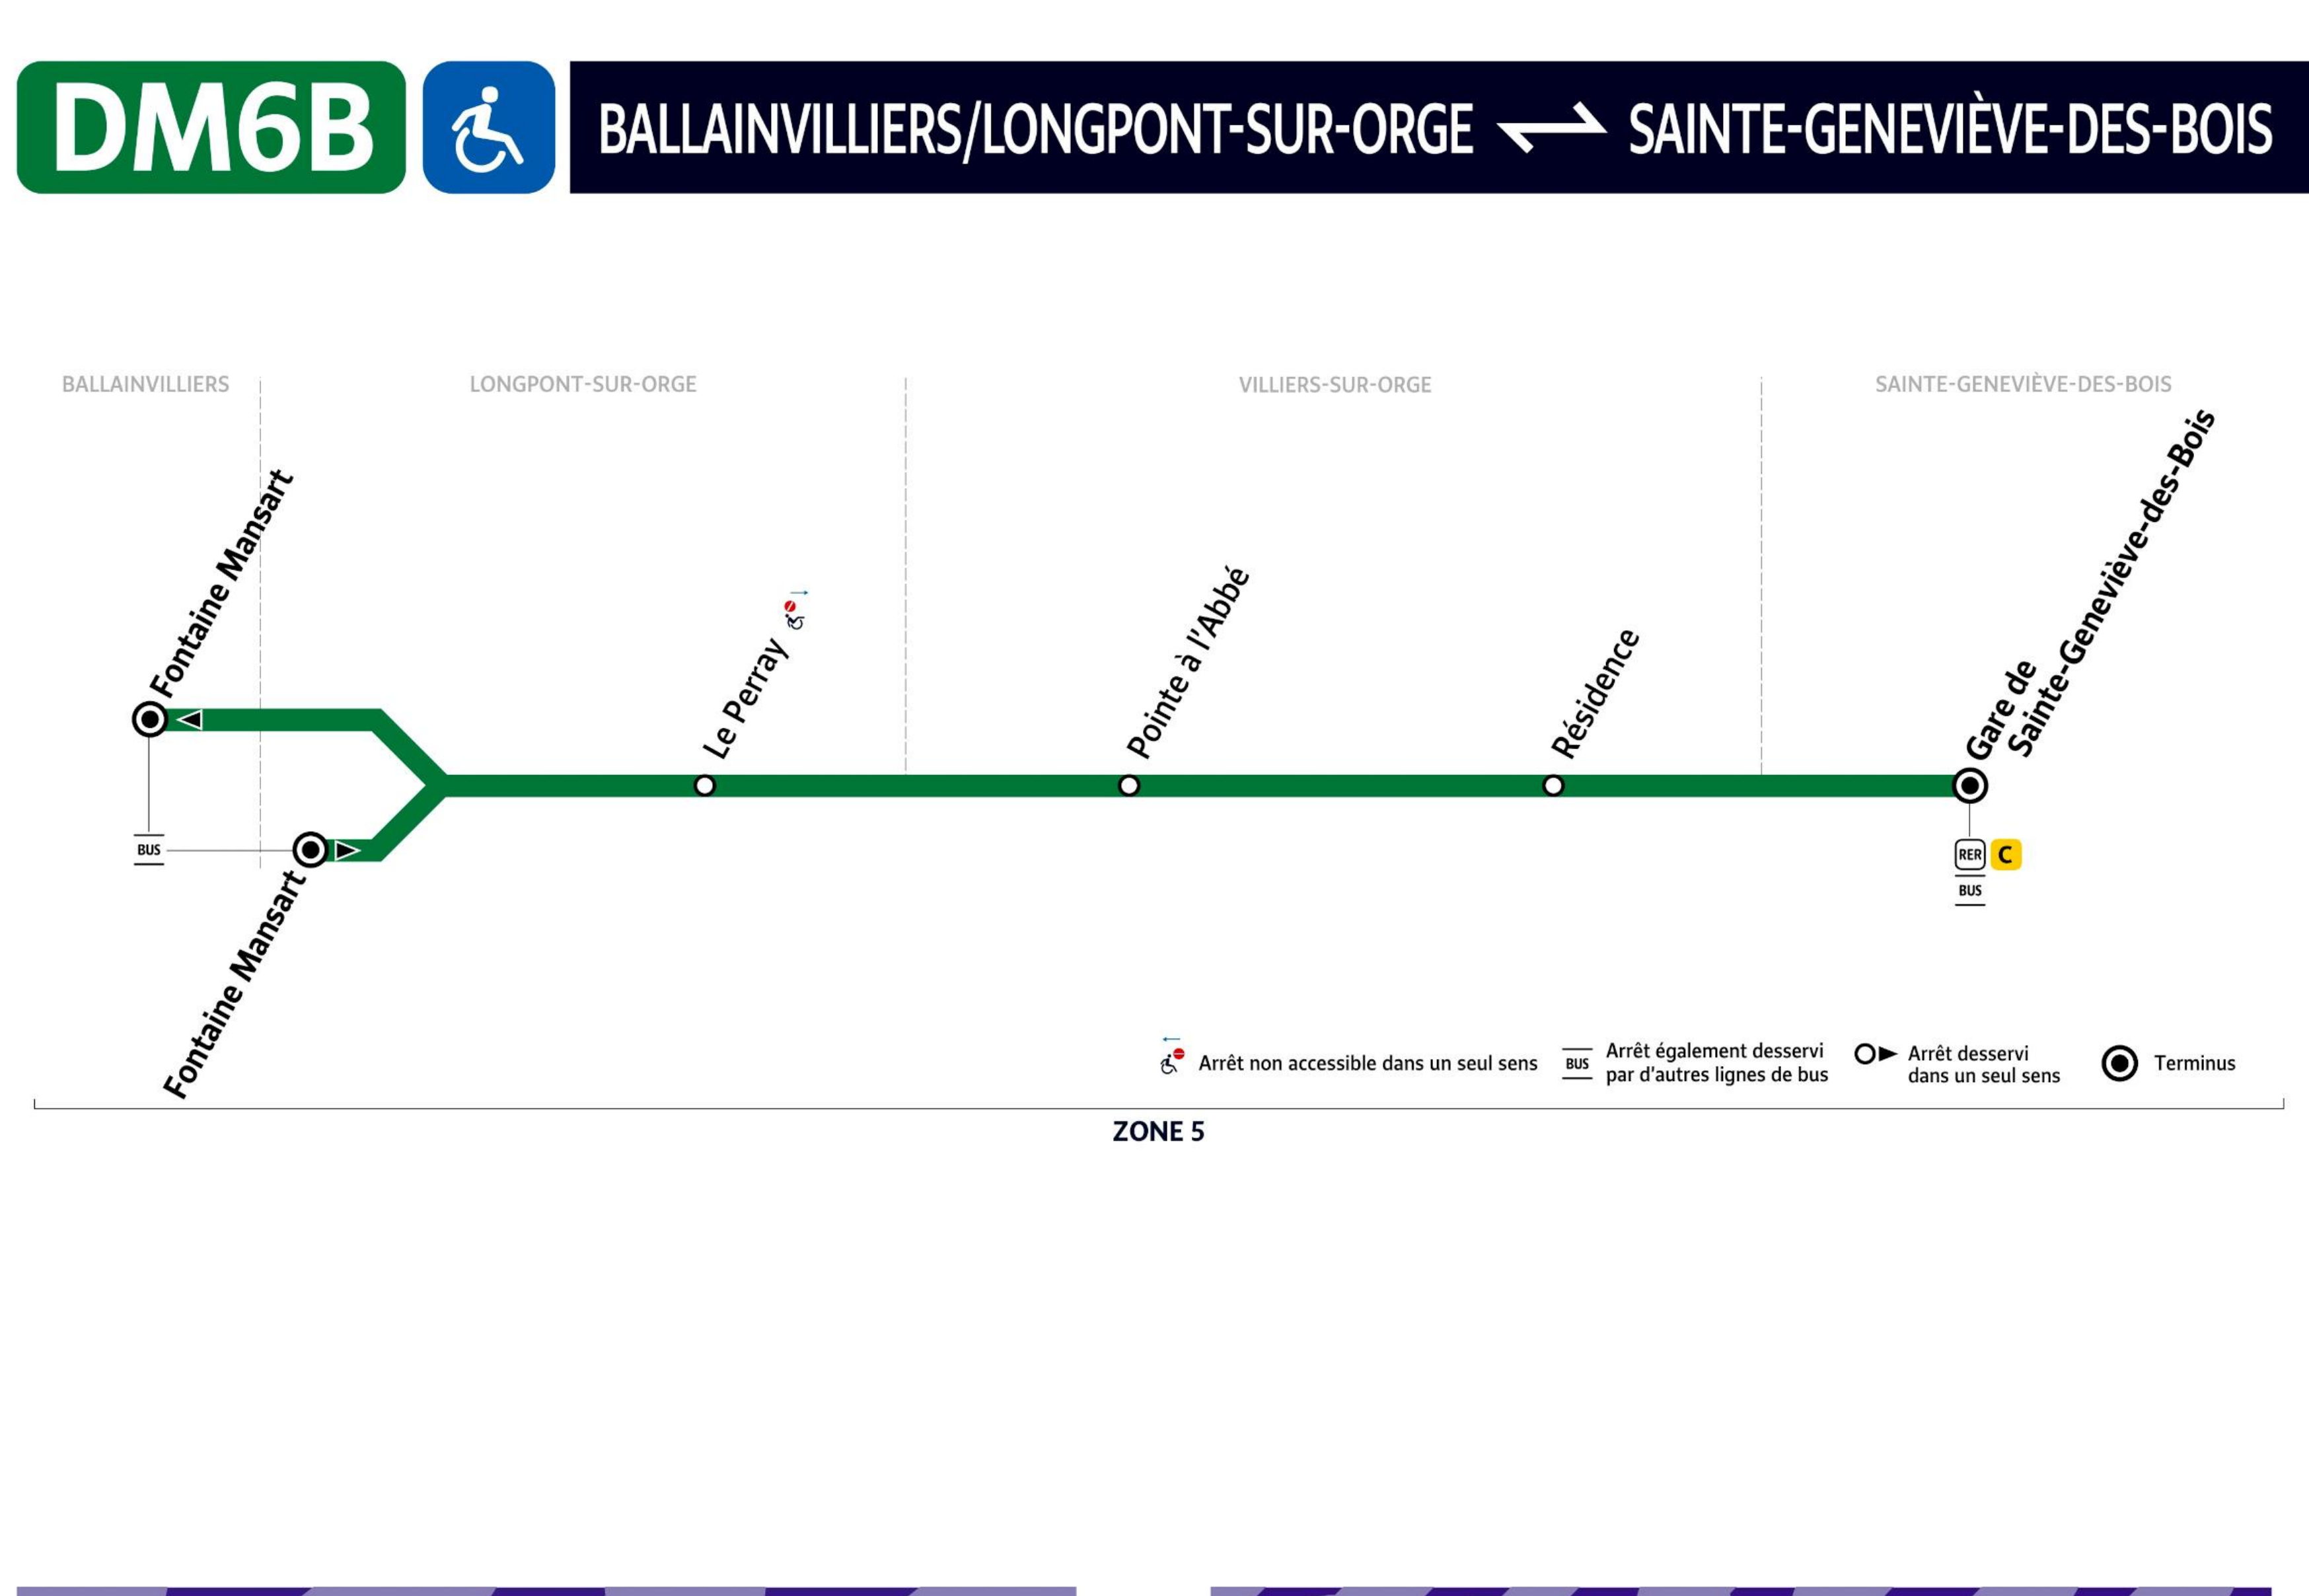 DM6B
BALLAINVILLIERS/LONGPONT-SUR-ORGE ⇌ SAINTE-GENEVIÈVE-DES-BOIS
BALLAINVILLIERS
LONGPONT-SUR-ORGE
VILLIERS-SUR-ORGE
SAINTE-GENEVIÈVE-DES-BOIS
Fontaine Mansart
Le Perray
Pointe à l'Abbé
Résidence
Gare de
Sainte-Geneviève-des-Bois
BUS
Fontaine Mansart
RER C
BUS
Arrêt non accessible dans un seul sens
BUS
Arrêt également desservi
par d'autres lignes de bus
Arrêt desservi
dans un seul sens
Terminus
ZONE 5